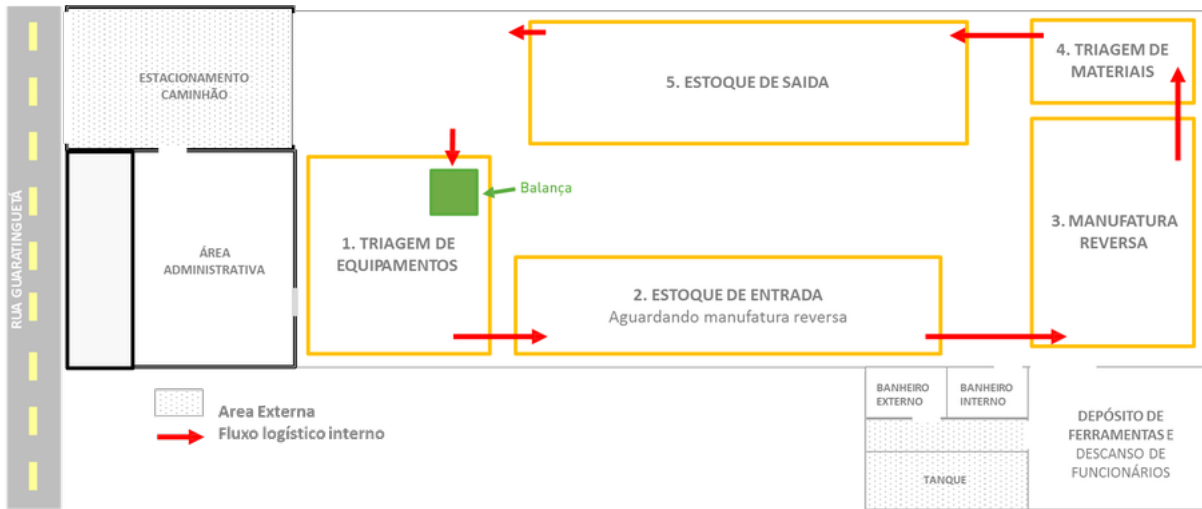 RUA GUARATINGUETÁ
ESTACIONAMENTO
CAMINHÃO
ÁREA
ADMINISTRATIVA
Balança
1. TRIAGEM DE
EQUIPAMENTOS
2. ESTOQUE DE ENTRADA
Aguardando manufatura reversa
3. MANUFATURA
REVERSA
4. TRIAGEM DE
MATERIAIS
5. ESTOQUE DE SAIDA
BANHEIRO
EXTERNO
BANHEIRO
INTERNO
TANQUE
DEPÓSITO DE
FERRAMENTAS E
DESCANSO DE
FUNCIONÁRIOS
Area Externa
Fluxo logístico interno